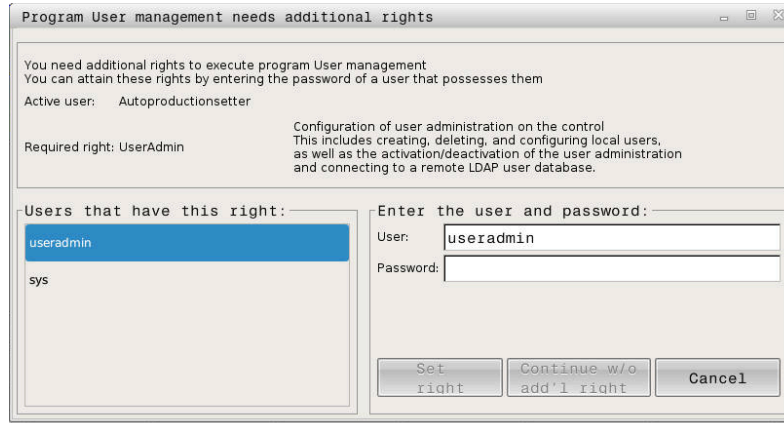 Program User management needs additional rights
You need additional rights to execute program User management
You can attain these rights by entering the password of a user that possesses them
Active user: Autoproductionsetter
Required right: UserAdmin
Configuration of user administration on the control
This includes creating, deleting, and configuring local users,
as well as the activation/deactivation of the user administration
and connecting to a remote LDAP user database.
Users that have this right:
useradmin
sys
Enter the user and password:
User: useradmin
Password:
Set
right
Continue w/o
add'l right
Cancel